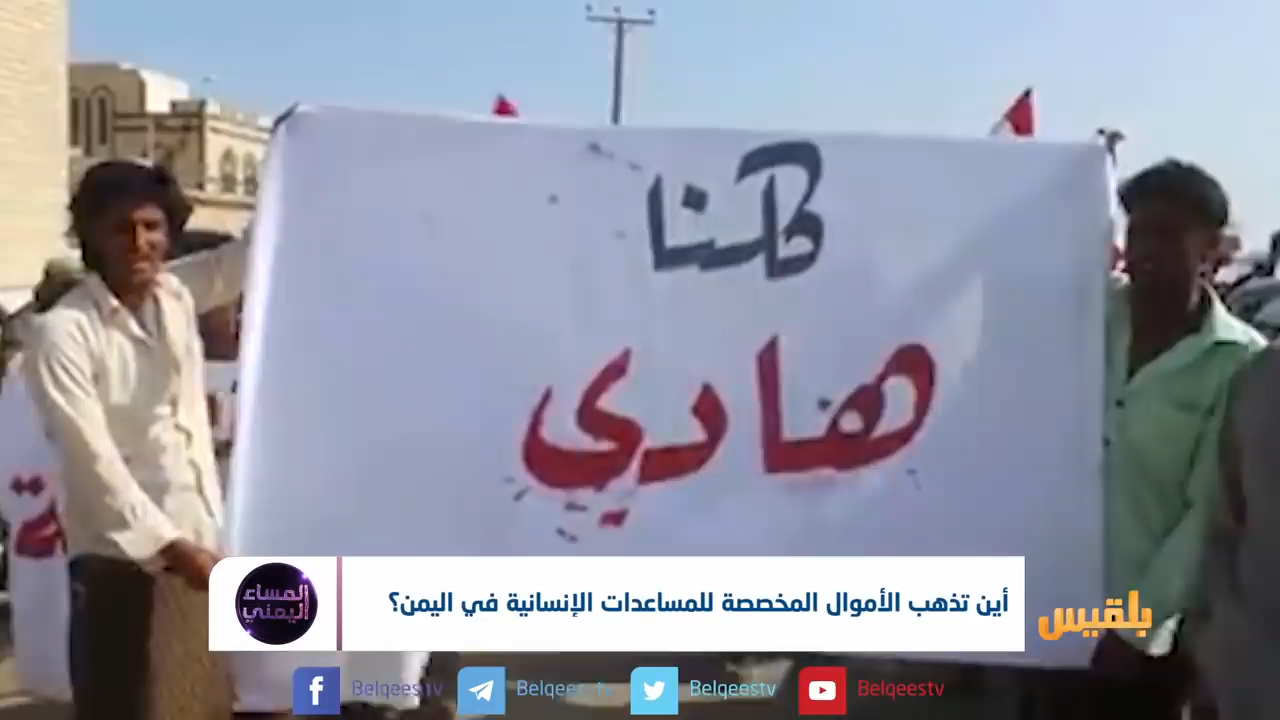 كلنا
هادي
المساء
اليمني
أين تذهب الأموال المخصصة للمساعدات الإنسانية في اليمن؟
بلقيس
Belqeestv
Belqeestv
Belqeestv
Belqeestv